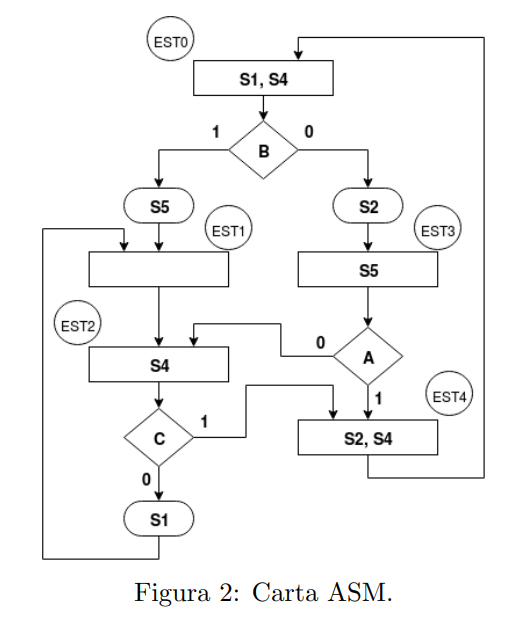 EST0
S1, S4
1
0
B
S5
S2
EST1
EST3
S5
EST2
0
A
S4
1
EST4
1
C
S2, S4
0
S1
Figura 2: Carta ASM.